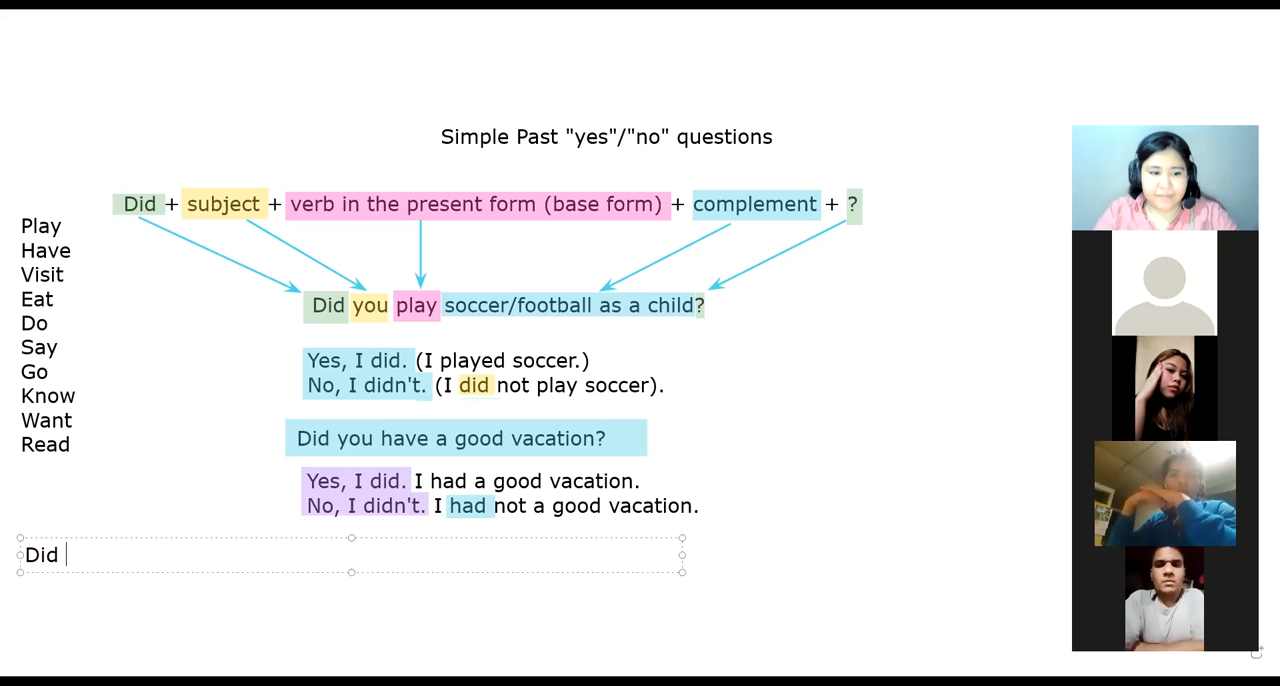 Simple Past "yes"/"no" questions
Did + subject + verb in the present form (base form) + complement + ?
Play
Have
Visit
Eat
Do
Say
Go
Know
Want
Read
Did you play soccer/football as a child?
Yes, I did. (I played soccer.)
No, I didn't. (I did not play soccer).
Did you have a good vacation?
Yes, I did. I had a good vacation.
No, I didn't. I had not a good vacation.
Did